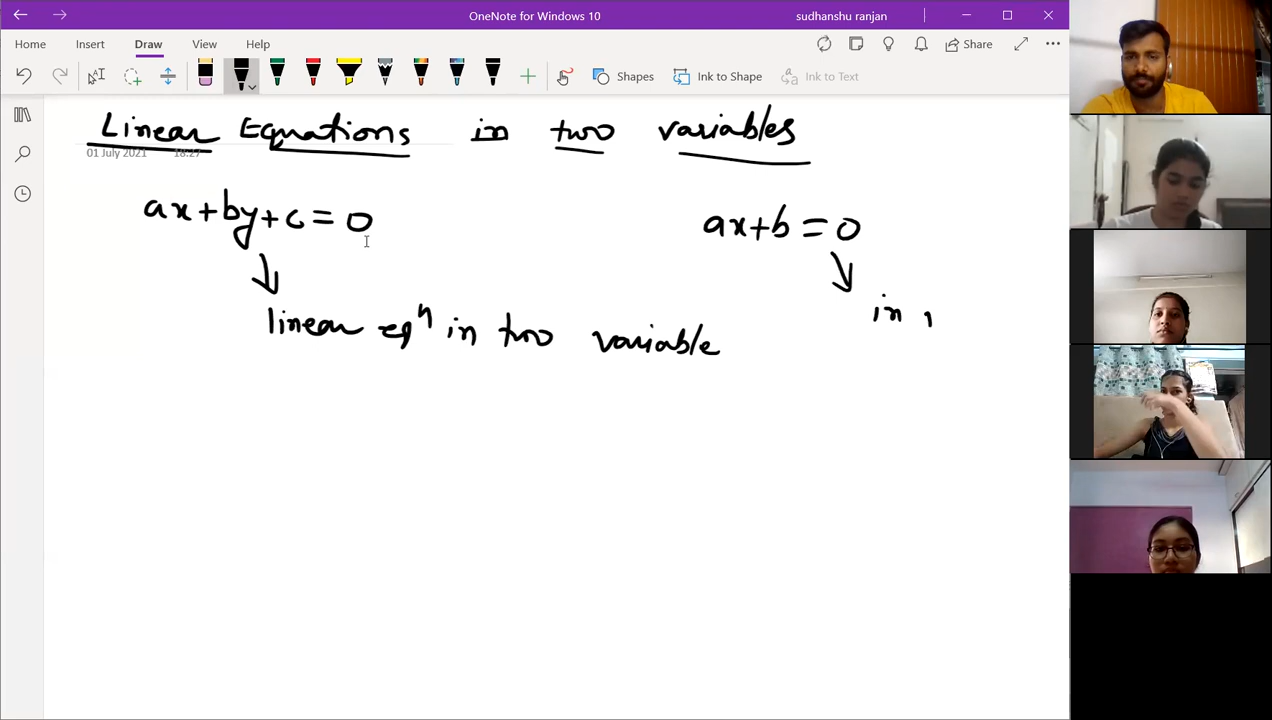 OneNote for Windows 10
sudhanshu ranjan
Home Insert Draw View Help
Share
Shapes Ink to Shape Ink to Text
Linear Equations in two variables
01 July 2021 18:27
ax+by+c=0
ax+b=0
linear eqⁿ in two variable
in 1